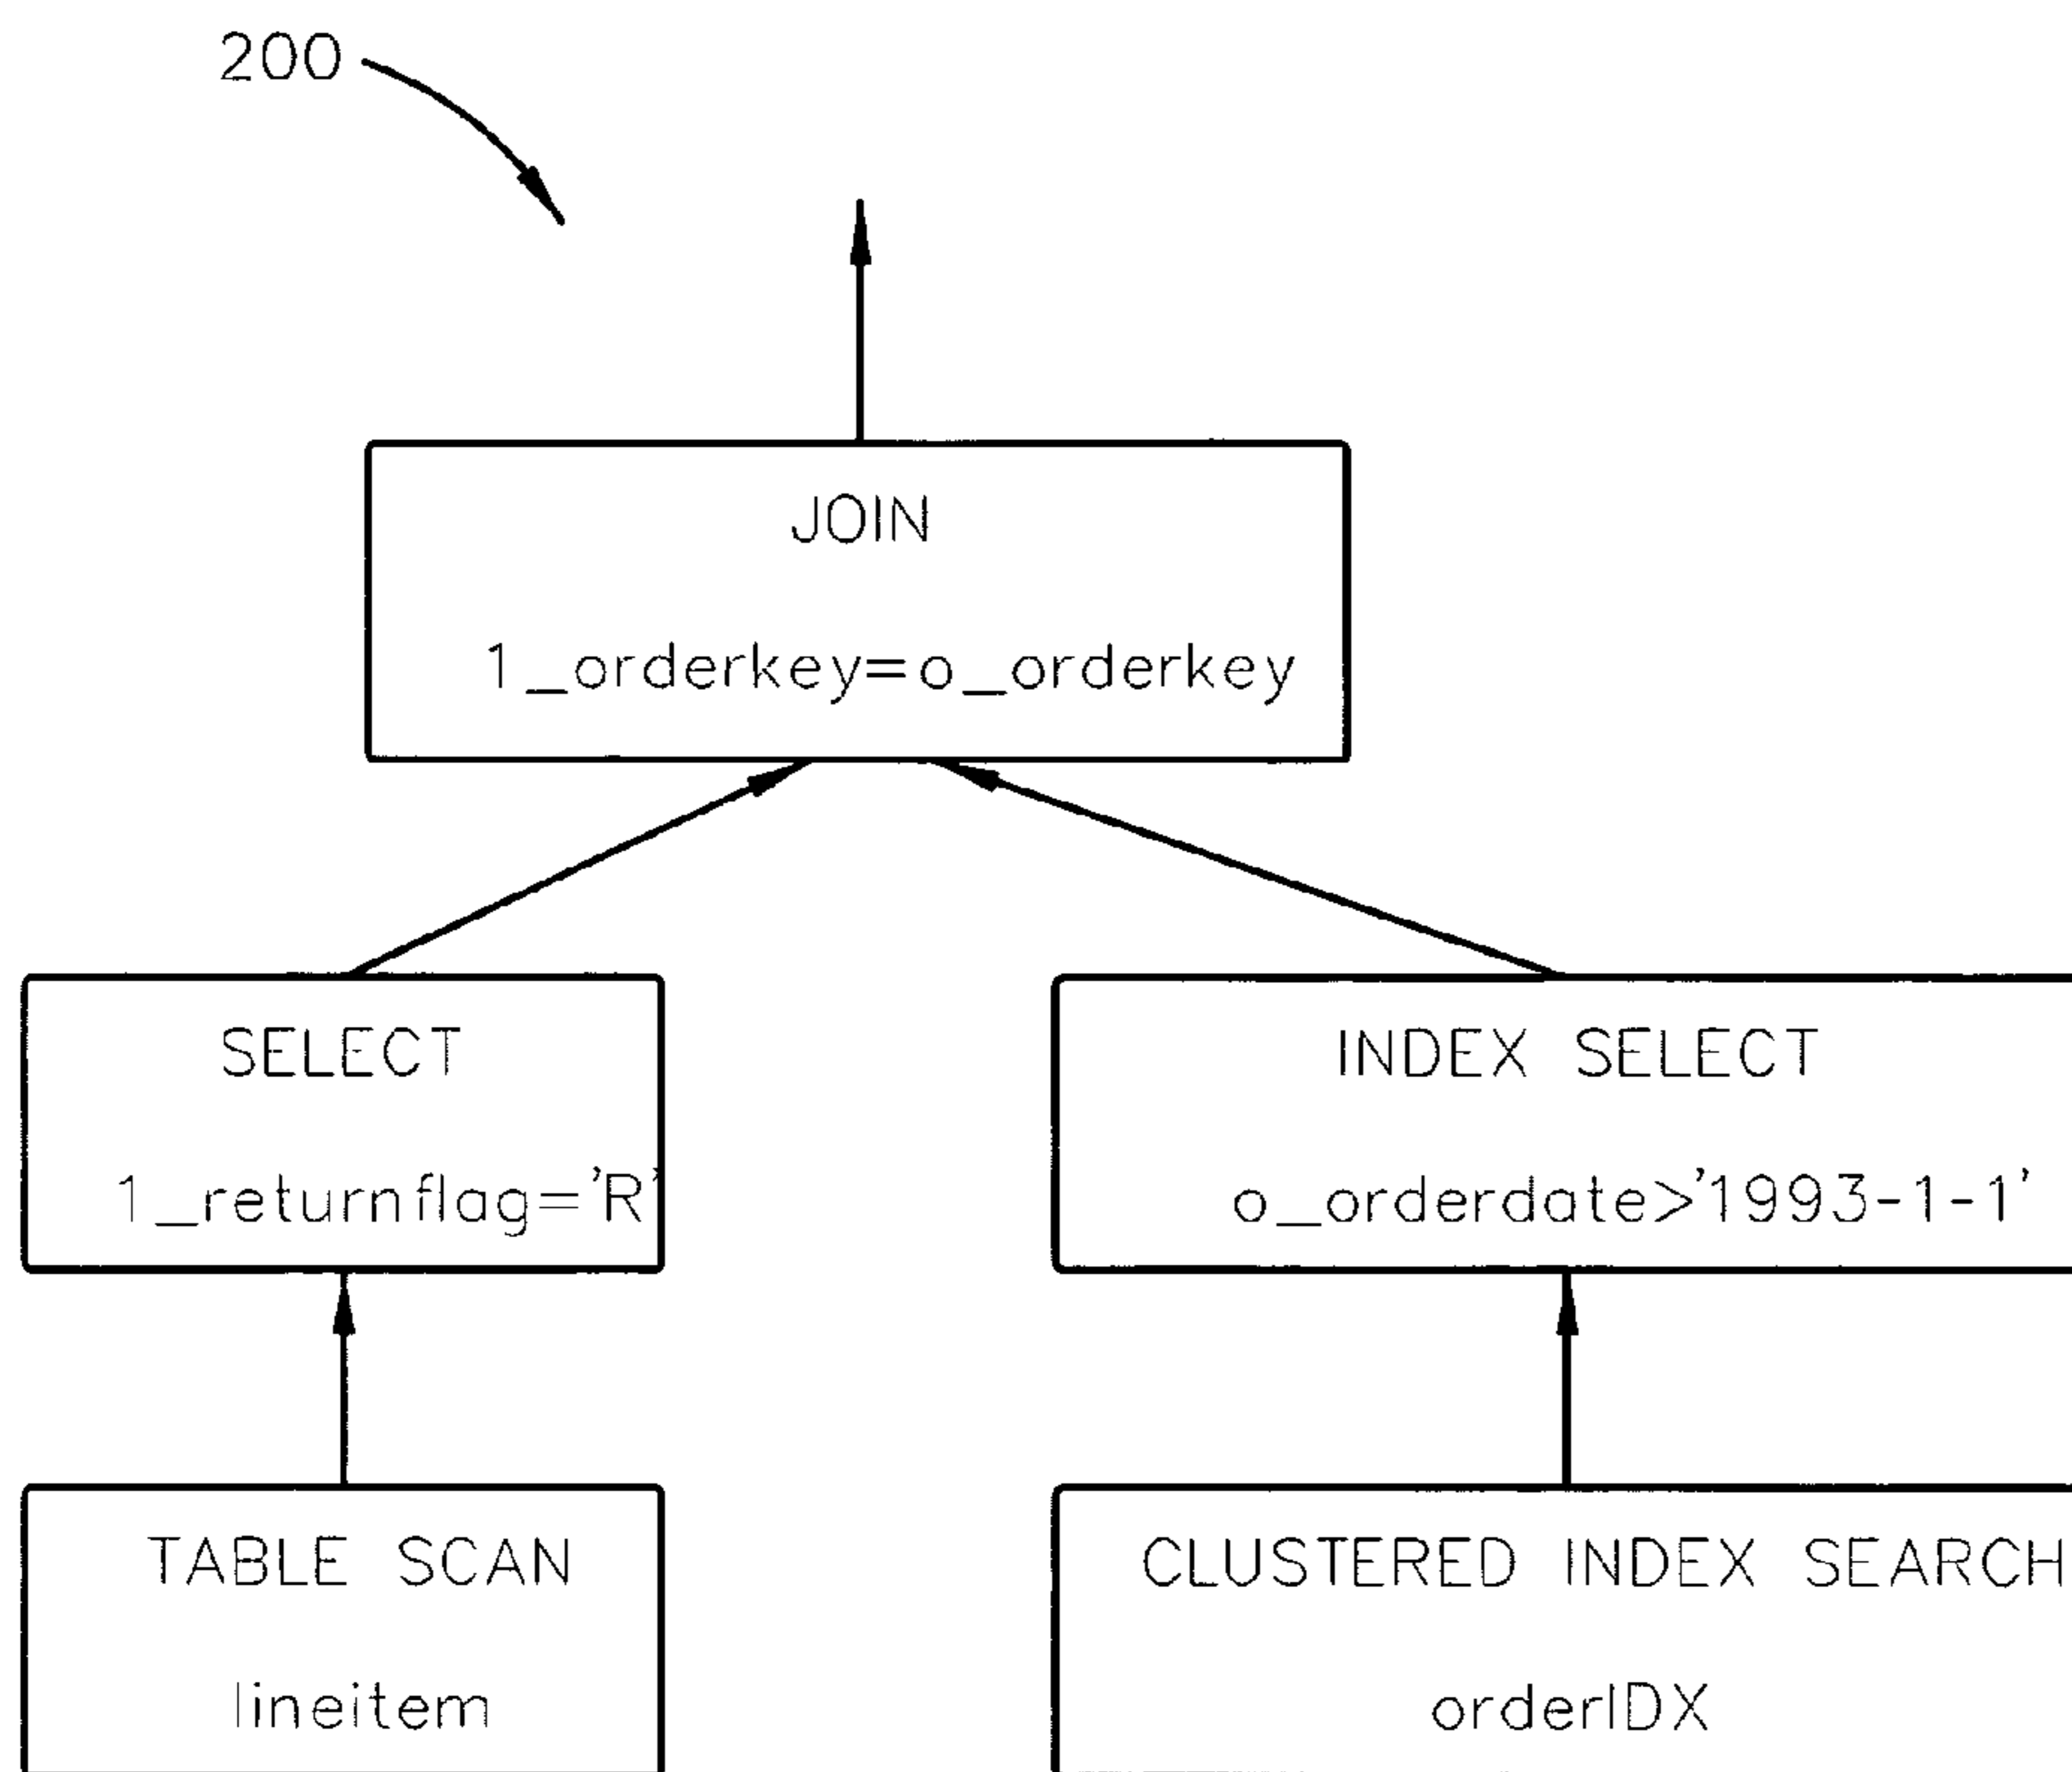 200
JOIN
1_orderkey=o_orderkey
SELECT
1_returnflag='R'
INDEX SELECT
o_orderdate>'1993-1-1'
TABLE SCAN
lineitem
CLUSTERED INDEX SEARCH
orderIDX